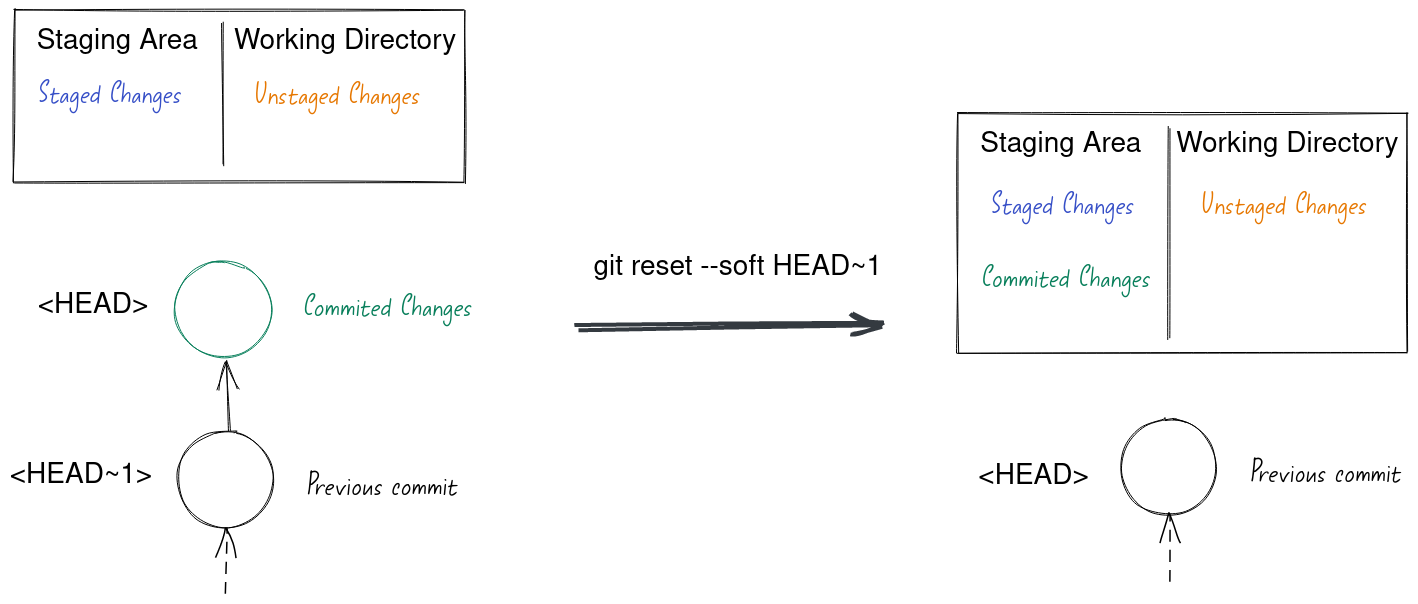 Staging Area
Working Directory
Staged Changes
Unstaged Changes
<HEAD>
Commited Changes
<HEAD~1>
Previous commit
git reset --soft HEAD~1
Staging Area
Working Directory
Staged Changes
Unstaged Changes
Commited Changes
<HEAD>
Previous commit